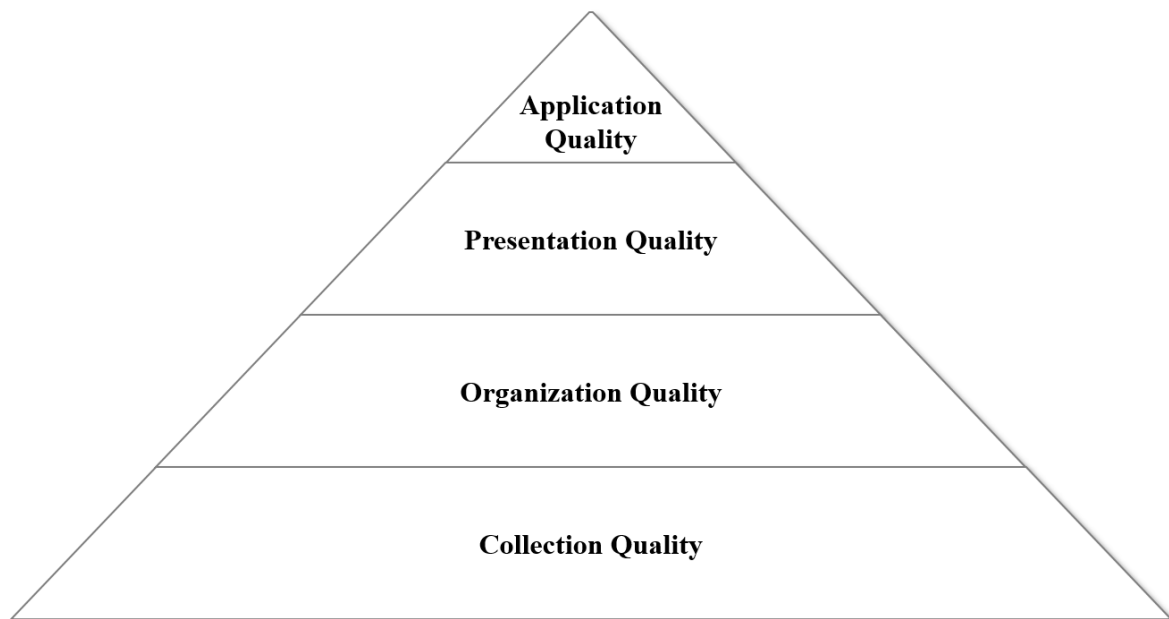 Application
Quality
Presentation Quality
Organization Quality
Collection Quality